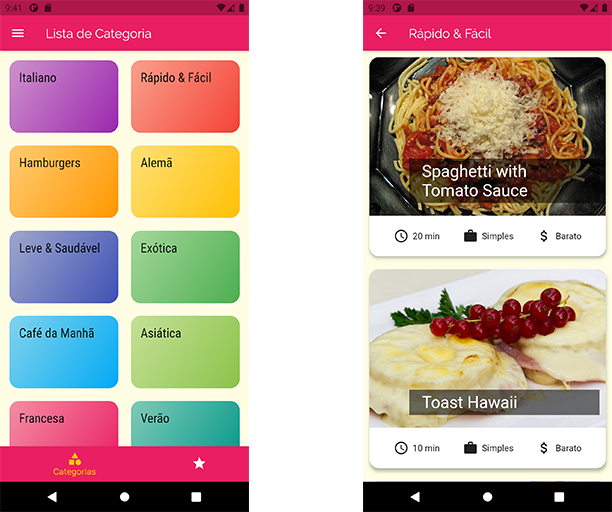 9:41
Lista de Categoria
Italiano
Rápido & Fácil
Hamburgers
Alemã
Leve & Saudável
Exótica
Café da Manhã
Asiática
Francesa
Verão
Categorias
9:39
Rápido & Fácil
Spaghetti with
Tomato Sauce
20 min
Simples
Barato
Toast Hawaii
10 min
Simples
Barato